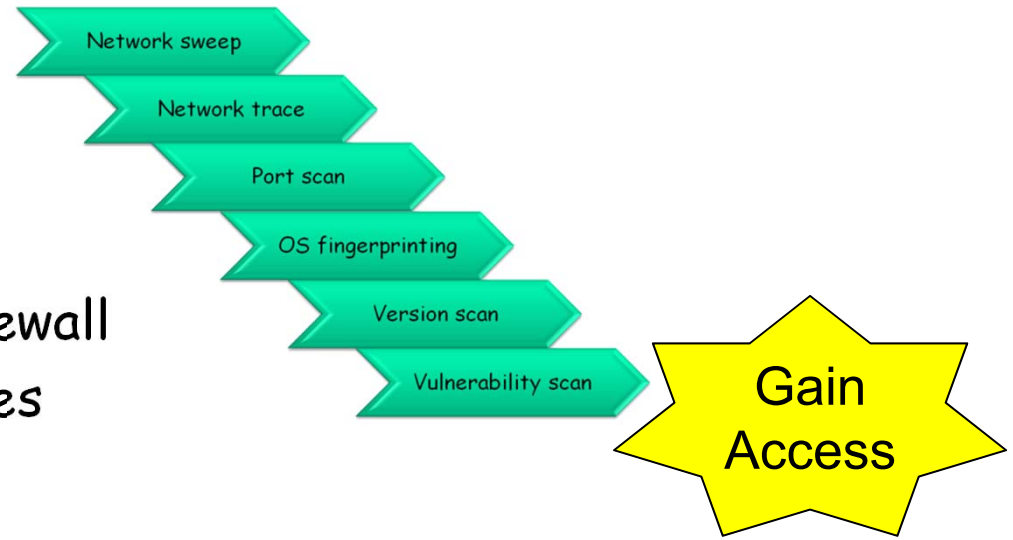 Network sweep
Network trace
Port scan
OS fingerprinting
ewall
Version scan
Vulnerability scan
es
Gain
Access